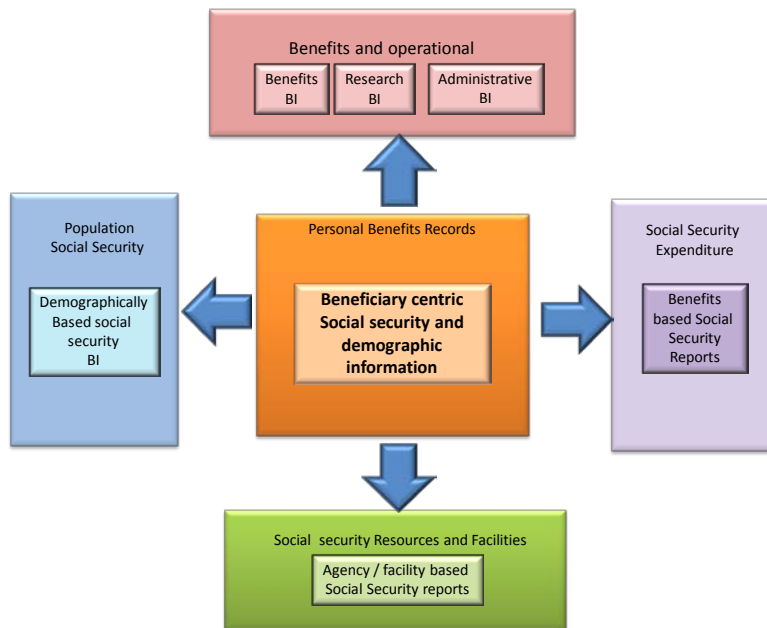 Benefits and operational
Benefits
BI
Research
BI
Administrative
BI
Population
Social Security
Demographically
Based social
security
BI
Personal Benefits Records
Beneficiary centric
Social security and
demographic
information
Social Security
Expenditure
Benefits
based Social
Security
Reports
Social security Resources and Facilities
Agency / facility based
Social Security reports